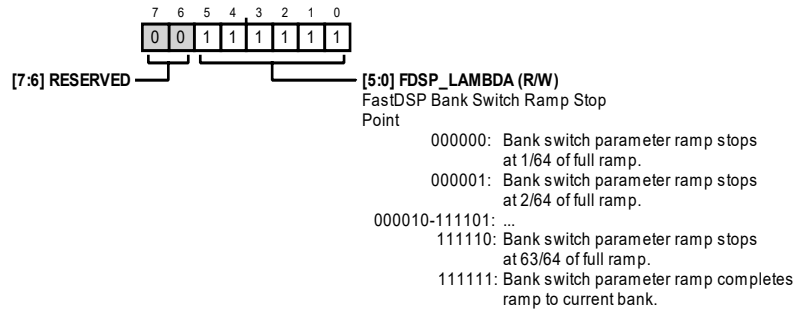 7 6 5 4 3 2 1 0
0 0 1 1 1 1 1 1
[7:6] RESERVED
[5:0] FDSP_LAMBDA (R/W)
FastDSP Bank Switch Ramp Stop
Point
000000: Bank switch parameter ramp stops
at 1/64 of full ramp.
000001: Bank switch parameter ramp stops
at 2/64 of full ramp.
000010-111101: ...
111110: Bank switch parameter ramp stops
at 63/64 of full ramp.
111111: Bank switch parameter ramp completes
ramp to current bank.